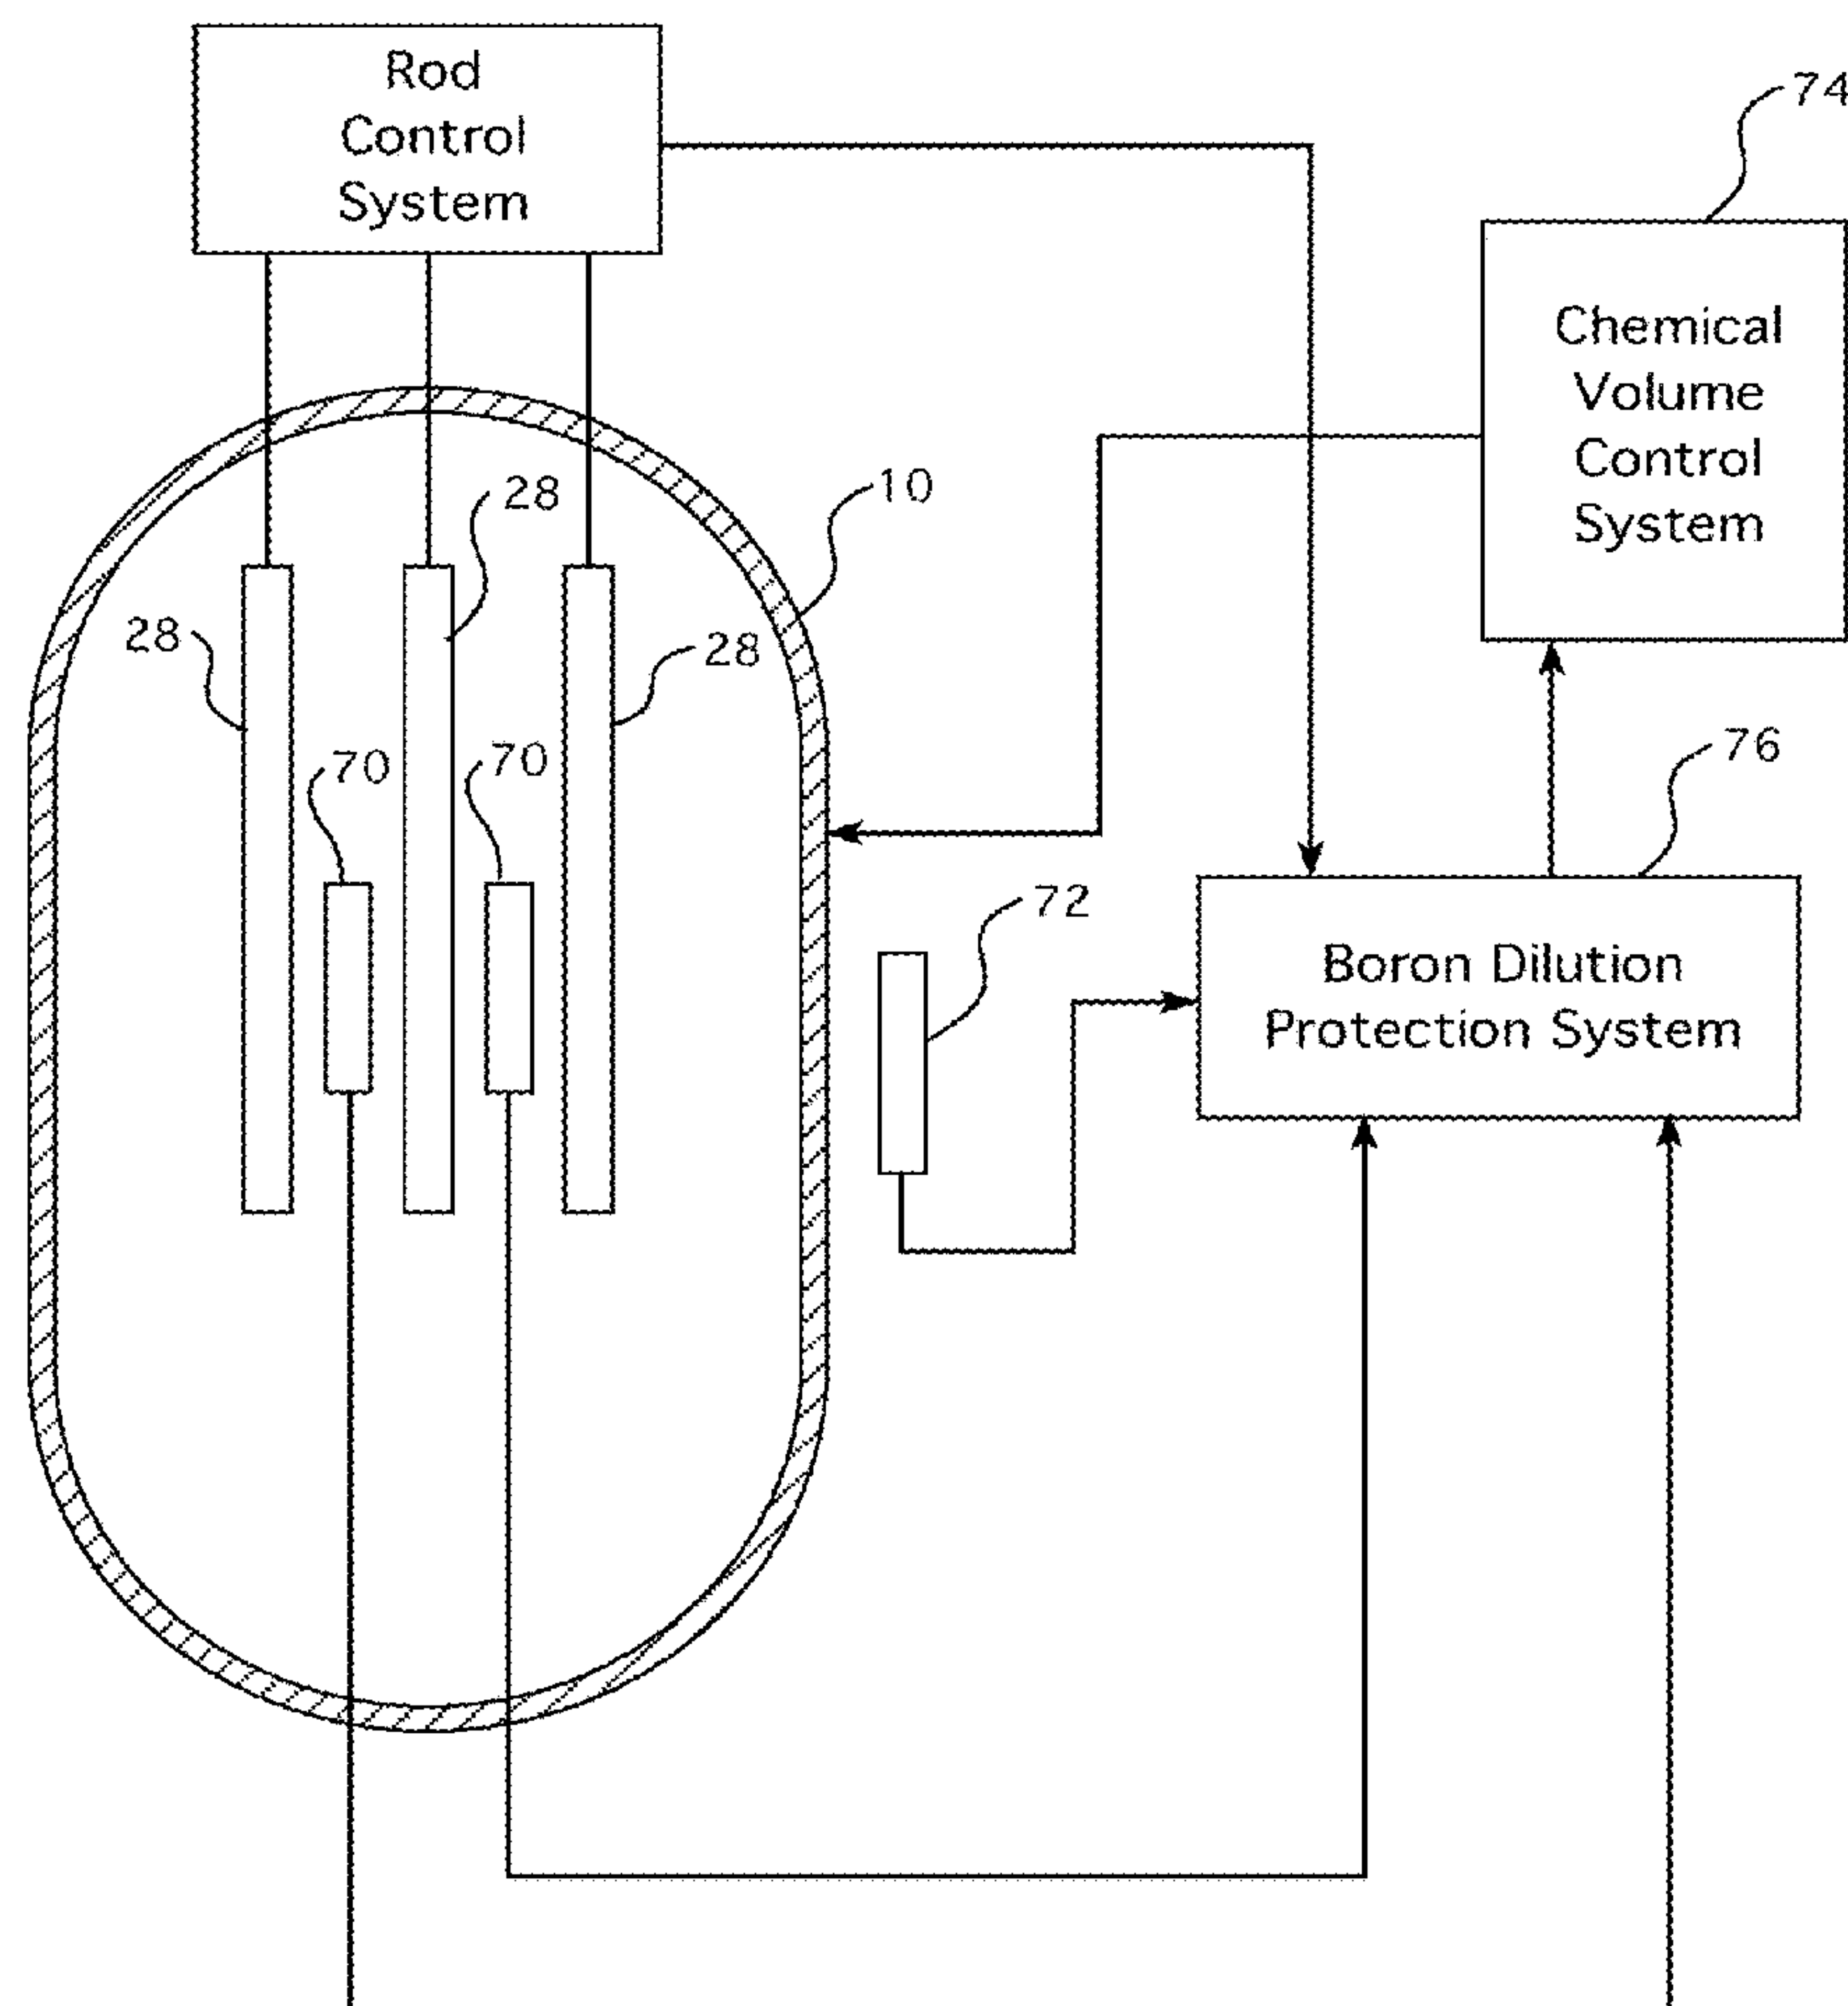 Rod
Control
System
74
Chemical
Volume
Control
System
28
10
28
28
70
70
76
72
Boron Dilution
Protection System